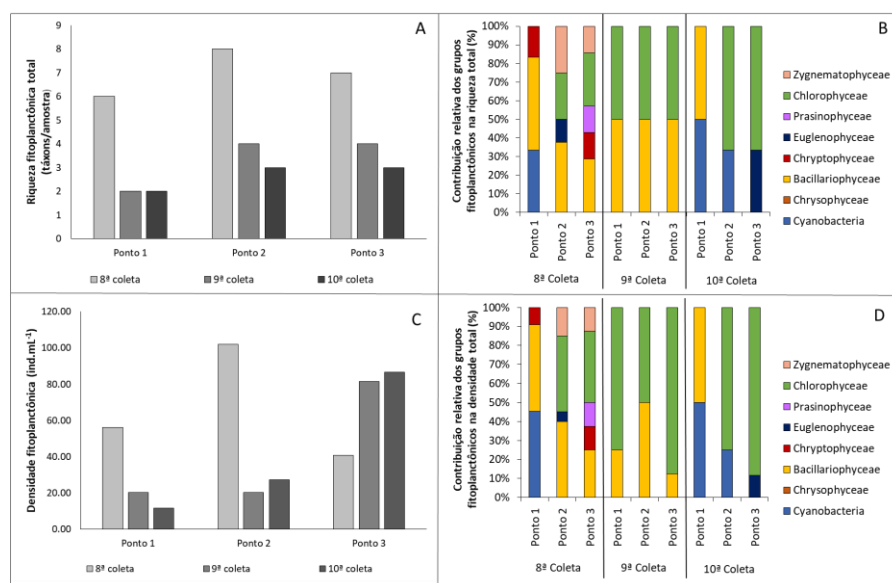 A
Riqueza fitoplanctônica total
(táxons/amostra)
9
8
7
6
5
4
3
2
1
0
Ponto 1
Ponto 2
Ponto 3
8ª coleta
9ª coleta
10ª coleta
B
Contribuição relativa dos grupos
fitoplanctônicos na riqueza total (%)
100%
90%
80%
70%
60%
50%
40%
30%
20%
10%
0%
Ponto 1
Ponto 2
Ponto 3
Ponto 1
Ponto 2
Ponto 3
Ponto 1
Ponto 2
Ponto 3
8ª Coleta
9ª Coleta
10ª Coleta
Zygnematophyceae
Chlorophyceae
Prasinophyceae
Euglenophyceae
Chryptophyceae
Bacillariophyceae
Chrysophyceae
Cyanobacteria
C
Densidade fitoplanctônica (ind.mL⁻¹)
120.00
100.00
80.00
60.00
40.00
20.00
0.00
Ponto 1
Ponto 2
Ponto 3
8ª coleta
9ª coleta
10ª coleta
D
Contribuição relativa dos grupos
fitoplanctônicos na densidade total (%)
100%
90%
80%
70%
60%
50%
40%
30%
20%
10%
0%
Ponto 1
Ponto 2
Ponto 3
Ponto 1
Ponto 2
Ponto 3
Ponto 1
Ponto 2
Ponto 3
8ª Coleta
9ª Coleta
10ª Coleta
Zygnematophyceae
Chlorophyceae
Prasinophyceae
Euglenophyceae
Chryptophyceae
Bacillariophyceae
Chrysophyceae
Cyanobacteria